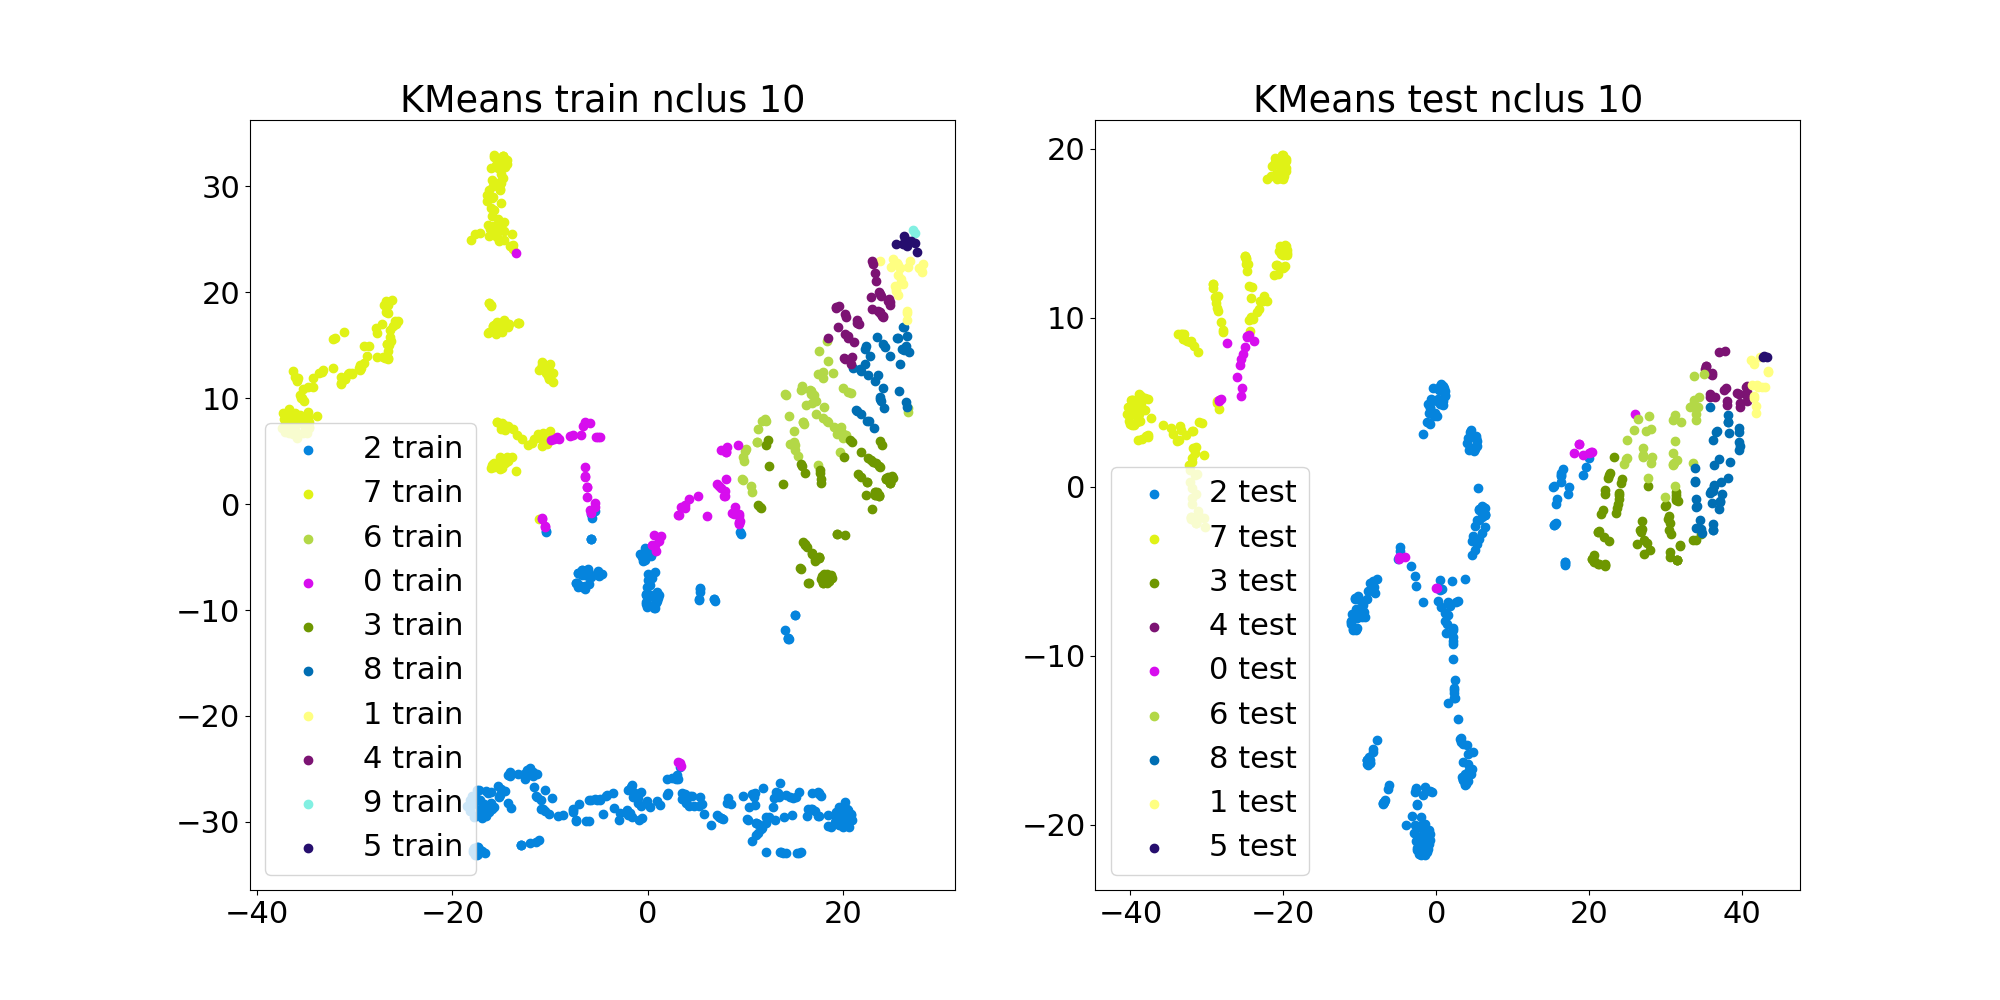 KMeans train nclus 10
30
20
10
0
−10
−20
−30
−40
−20
0
20
2 train
7 train
6 train
0 train
3 train
8 train
1 train
4 train
9 train
5 train
KMeans test nclus 10
20
10
0
−10
−20
−40
−20
0
20
40
2 test
7 test
3 test
4 test
0 test
6 test
8 test
1 test
5 test